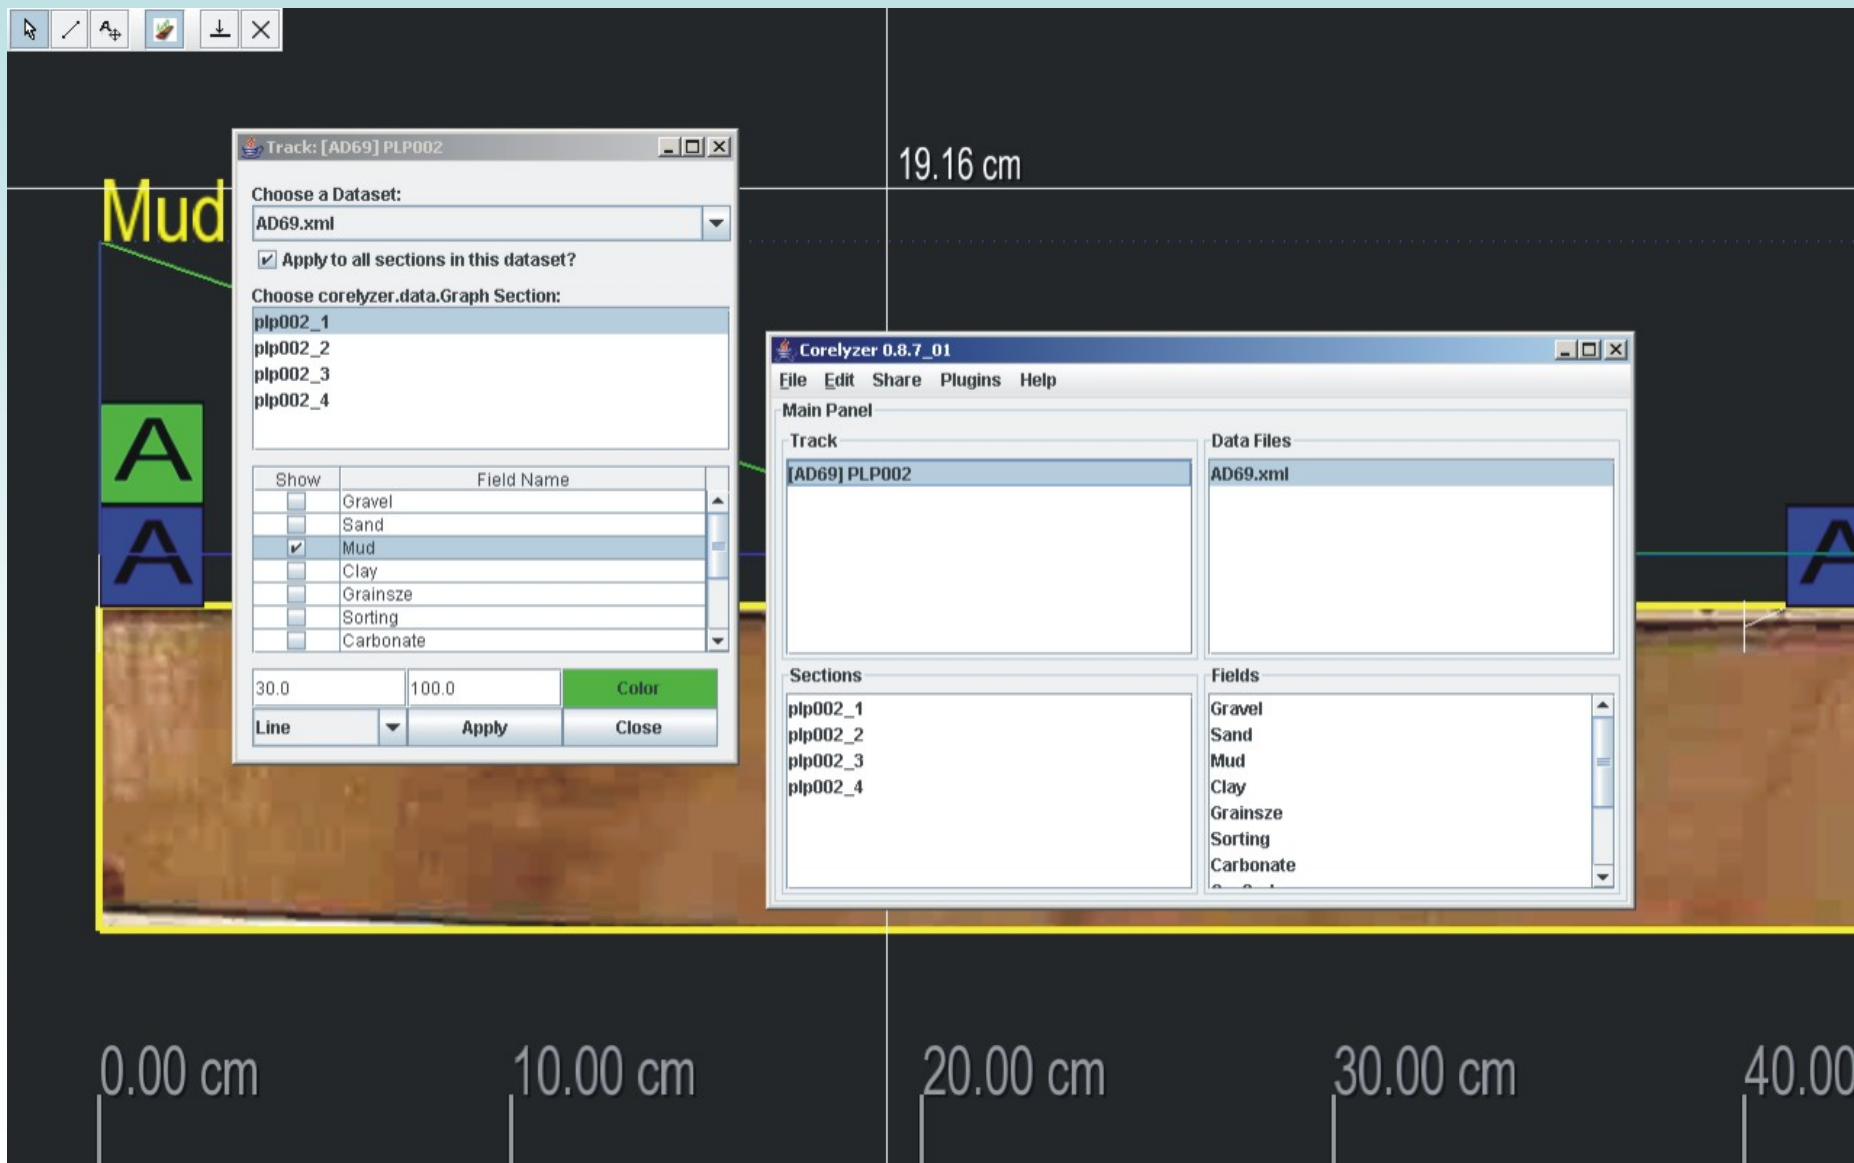 19.16 cm
Mud
A
A
A
Track: [AD69] PLP002
Choose a Dataset:
AD69.xml
Apply to all sections in this dataset?
Choose corelyzer.data.Graph Section:
plp002_1
plp002_2
plp002_3
plp002_4
Show Field Name
Gravel
Sand
Mud
Clay
Grainsze
Sorting
Carbonate
30.0 100.0 Color
Line Apply Close
Corelyzer 0.8.7_01
File Edit Share Plugins Help
Main Panel
Track
[AD69] PLP002
Data Files
AD69.xml
Sections
plp002_1
plp002_2
plp002_3
plp002_4
Fields
Gravel
Sand
Mud
Clay
Grainsze
Sorting
Carbonate
0.00 cm 10.00 cm 20.00 cm 30.00 cm 40.00